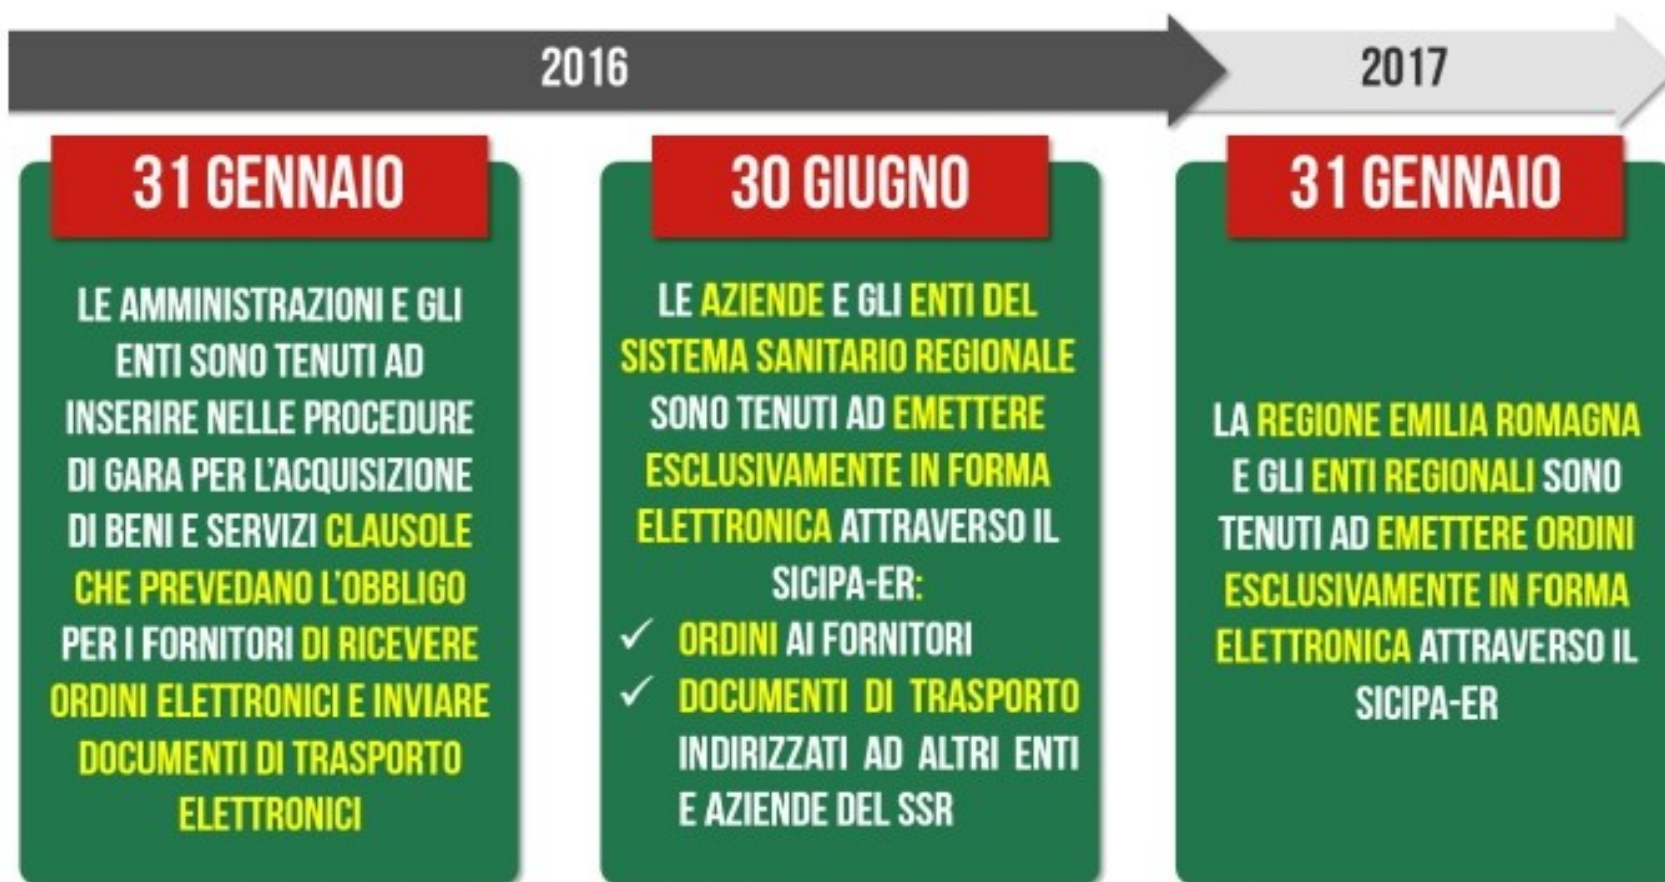 2016
2017
31 GENNAIO
LE AMMINISTRAZIONI E GLI
ENTI SONO TENUTI AD
INSERIRE NELLE PROCEDURE
DI GARA PER L'ACQUISIZIONE
DI BENI E SERVIZI CLAUSOLE
CHE PREVEDANO L'OBBLIGO
PER I FORNITORI DI RICEVERE
ORDINI ELETTRONICI E INVIARE
DOCUMENTI DI TRASPORTO
ELETTRONICI
30 GIUGNO
LE AZIENDE E GLI ENTI DEL
SISTEMA SANITARIO REGIONALE
SONO TENUTI AD EMETTERE
ESCLUSIVAMENTE IN FORMA
ELETTRONICA ATTRAVERSO IL
SICIPA-ER:
✓ ORDINI AI FORNITORI
✓ DOCUMENTI DI TRASPORTO
INDIRIZZATI AD ALTRI ENTI
E AZIENDE DEL SSR
31 GENNAIO
LA REGIONE EMILIA ROMAGNA
E GLI ENTI REGIONALI SONO
TENUTI AD EMETTERE ORDINI
ESCLUSIVAMENTE IN FORMA
ELETTRONICA ATTRAVERSO IL
SICIPA-ER